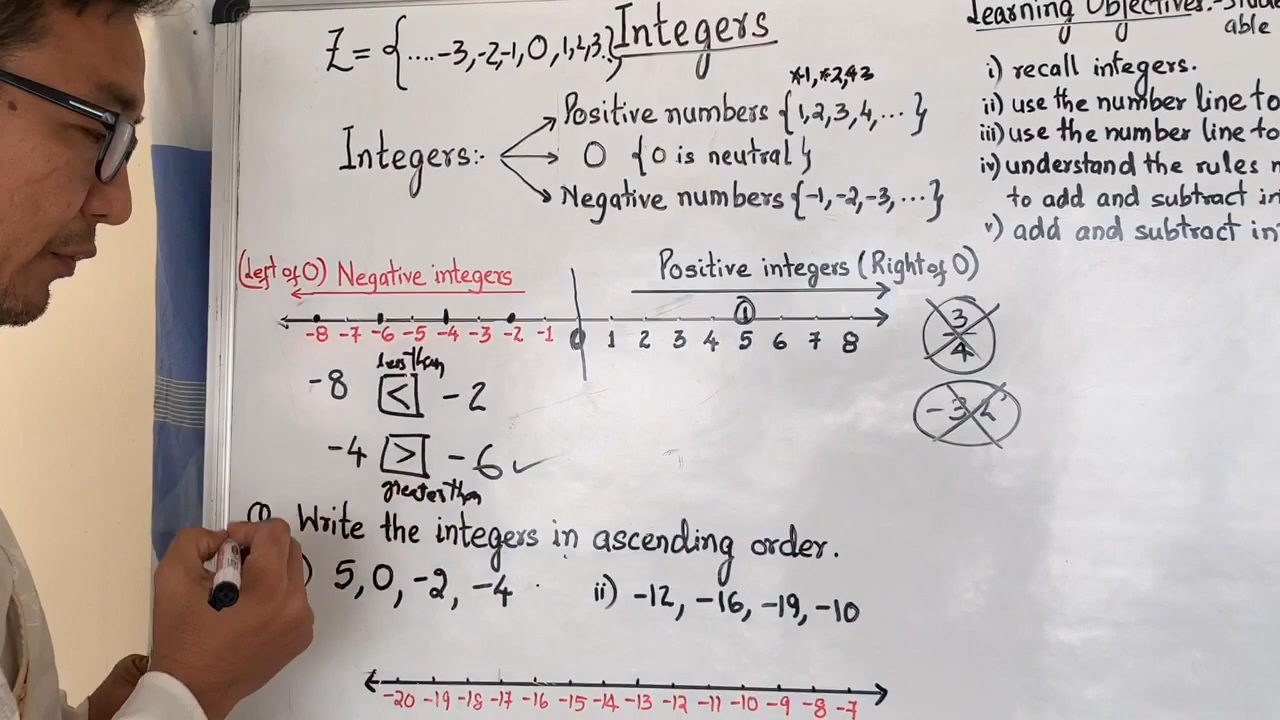 Integers
Z = {....-3,-2,-1,0,1,2,3.}
+1,+2,+3
Integers:- Positive numbers {1,2,3,4,...}
0 {0 is neutral}
Negative numbers {-1,-2,-3,...}
Learning Objectives:-
able
i) recall integers.
ii) use the number line to
iii) use the number line to
iv) understand the rules
to add and subtract
v) add and subtract
(Left of 0) Negative integers
Positive integers (Right of 0)
-8 -7 -6 -5 -4 -3 -2 -1 0 1 2 3 4 5 6 7 8
3
4
less than
-8 < -2
-4 > -6 ✓
greater than
Q Write the integers in ascending order.
) 5, 0, -2, -4
ii) -12, -16, -19, -10
-20 -19 -18 -17 -16 -15 -14 -13 -12 -11 -10 -9 -8 -7